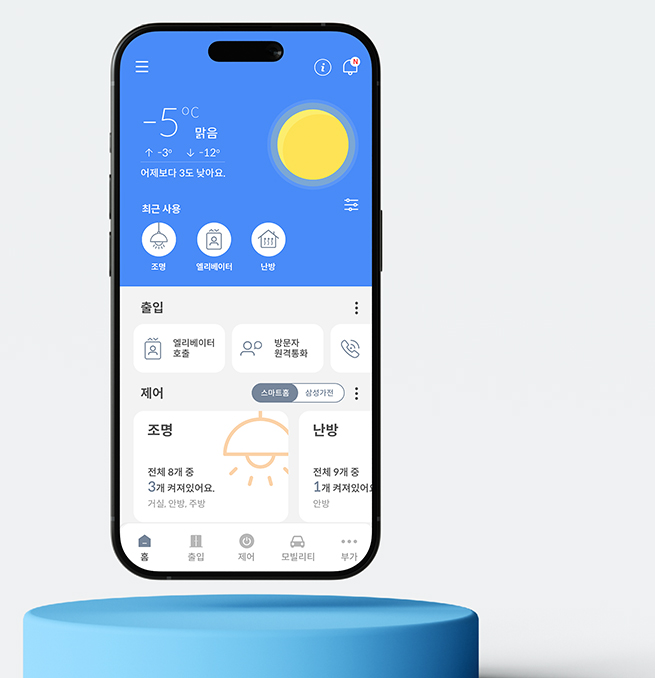 N
-5°C
맑음
↑ -3° ↓ -12°
어제보다 3도 낮아요.
최근 사용
조명 엘리베이터 난방
출입
엘리베이터
호출
방문자
원격통화
제어
스마트홈 삼성가전
조명
전체 8개 중
3개 켜져있어요.
거실, 안방, 주방
난방
전체 9개 중
1개 켜져있어요
안방
홈 출입 제어 모빌리티 부가